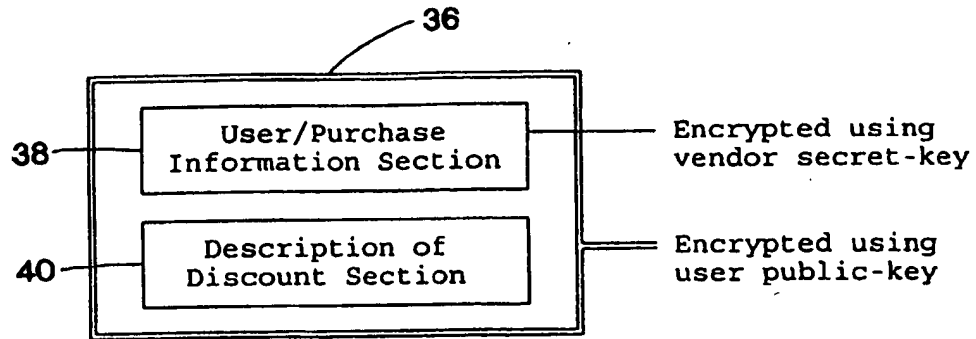 36
38
User/Purchase
Information Section
Encrypted using
vendor secret-key
40
Description of
Discount Section
Encrypted using
user public-key